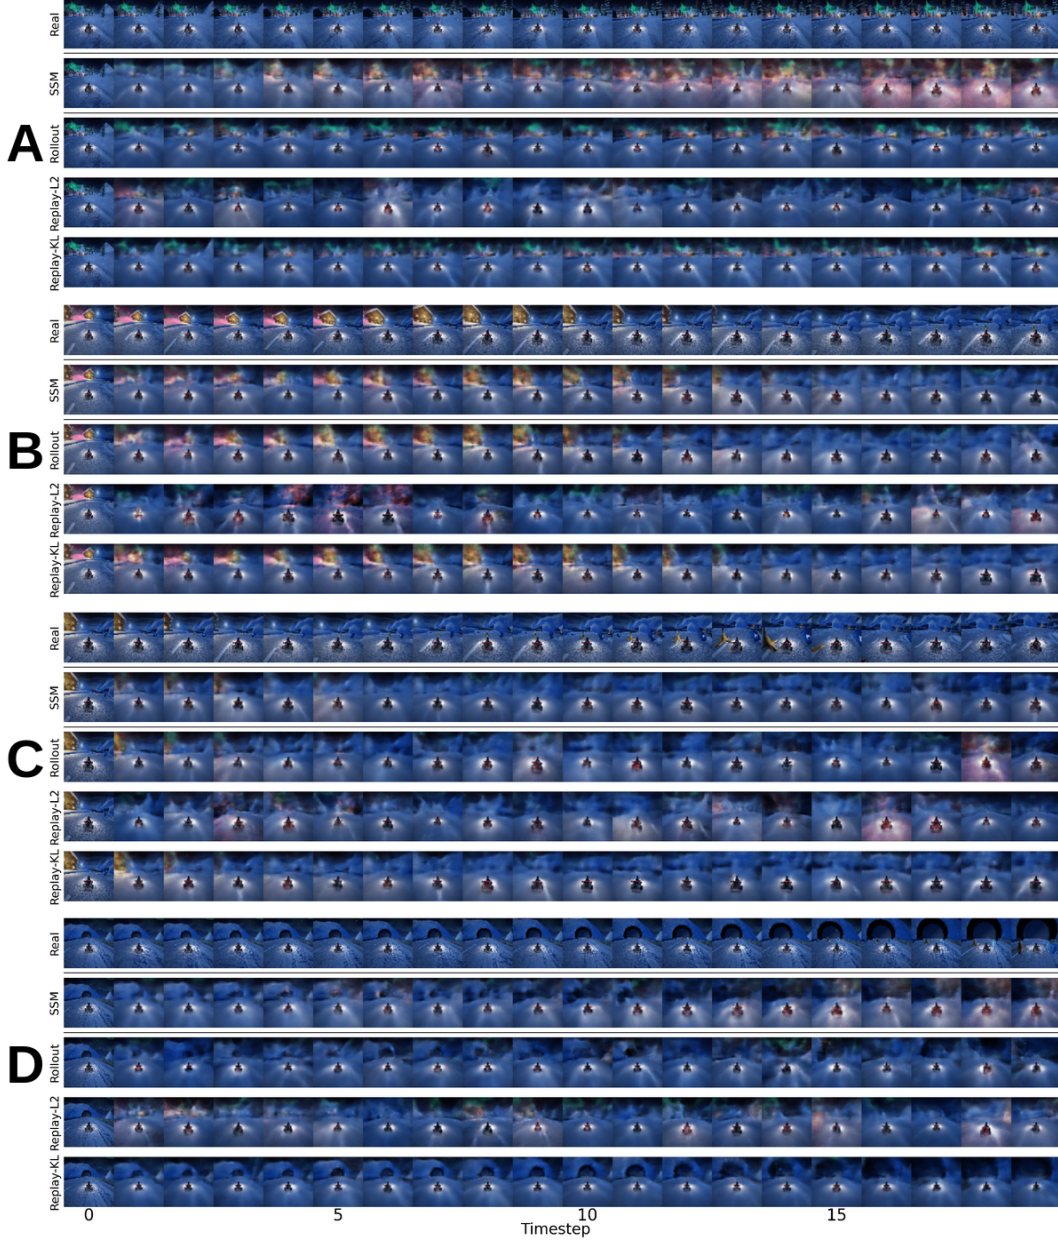 A
Real
SSM
Rollout
Replay-L2
Replay-KL
B
Real
SSM
Rollout
Replay-L2
Replay-KL
C
Real
SSM
Rollout
Replay-L2
Replay-KL
D
Real
SSM
Rollout
Replay-L2
Replay-KL
0 5 10 15
Timestep